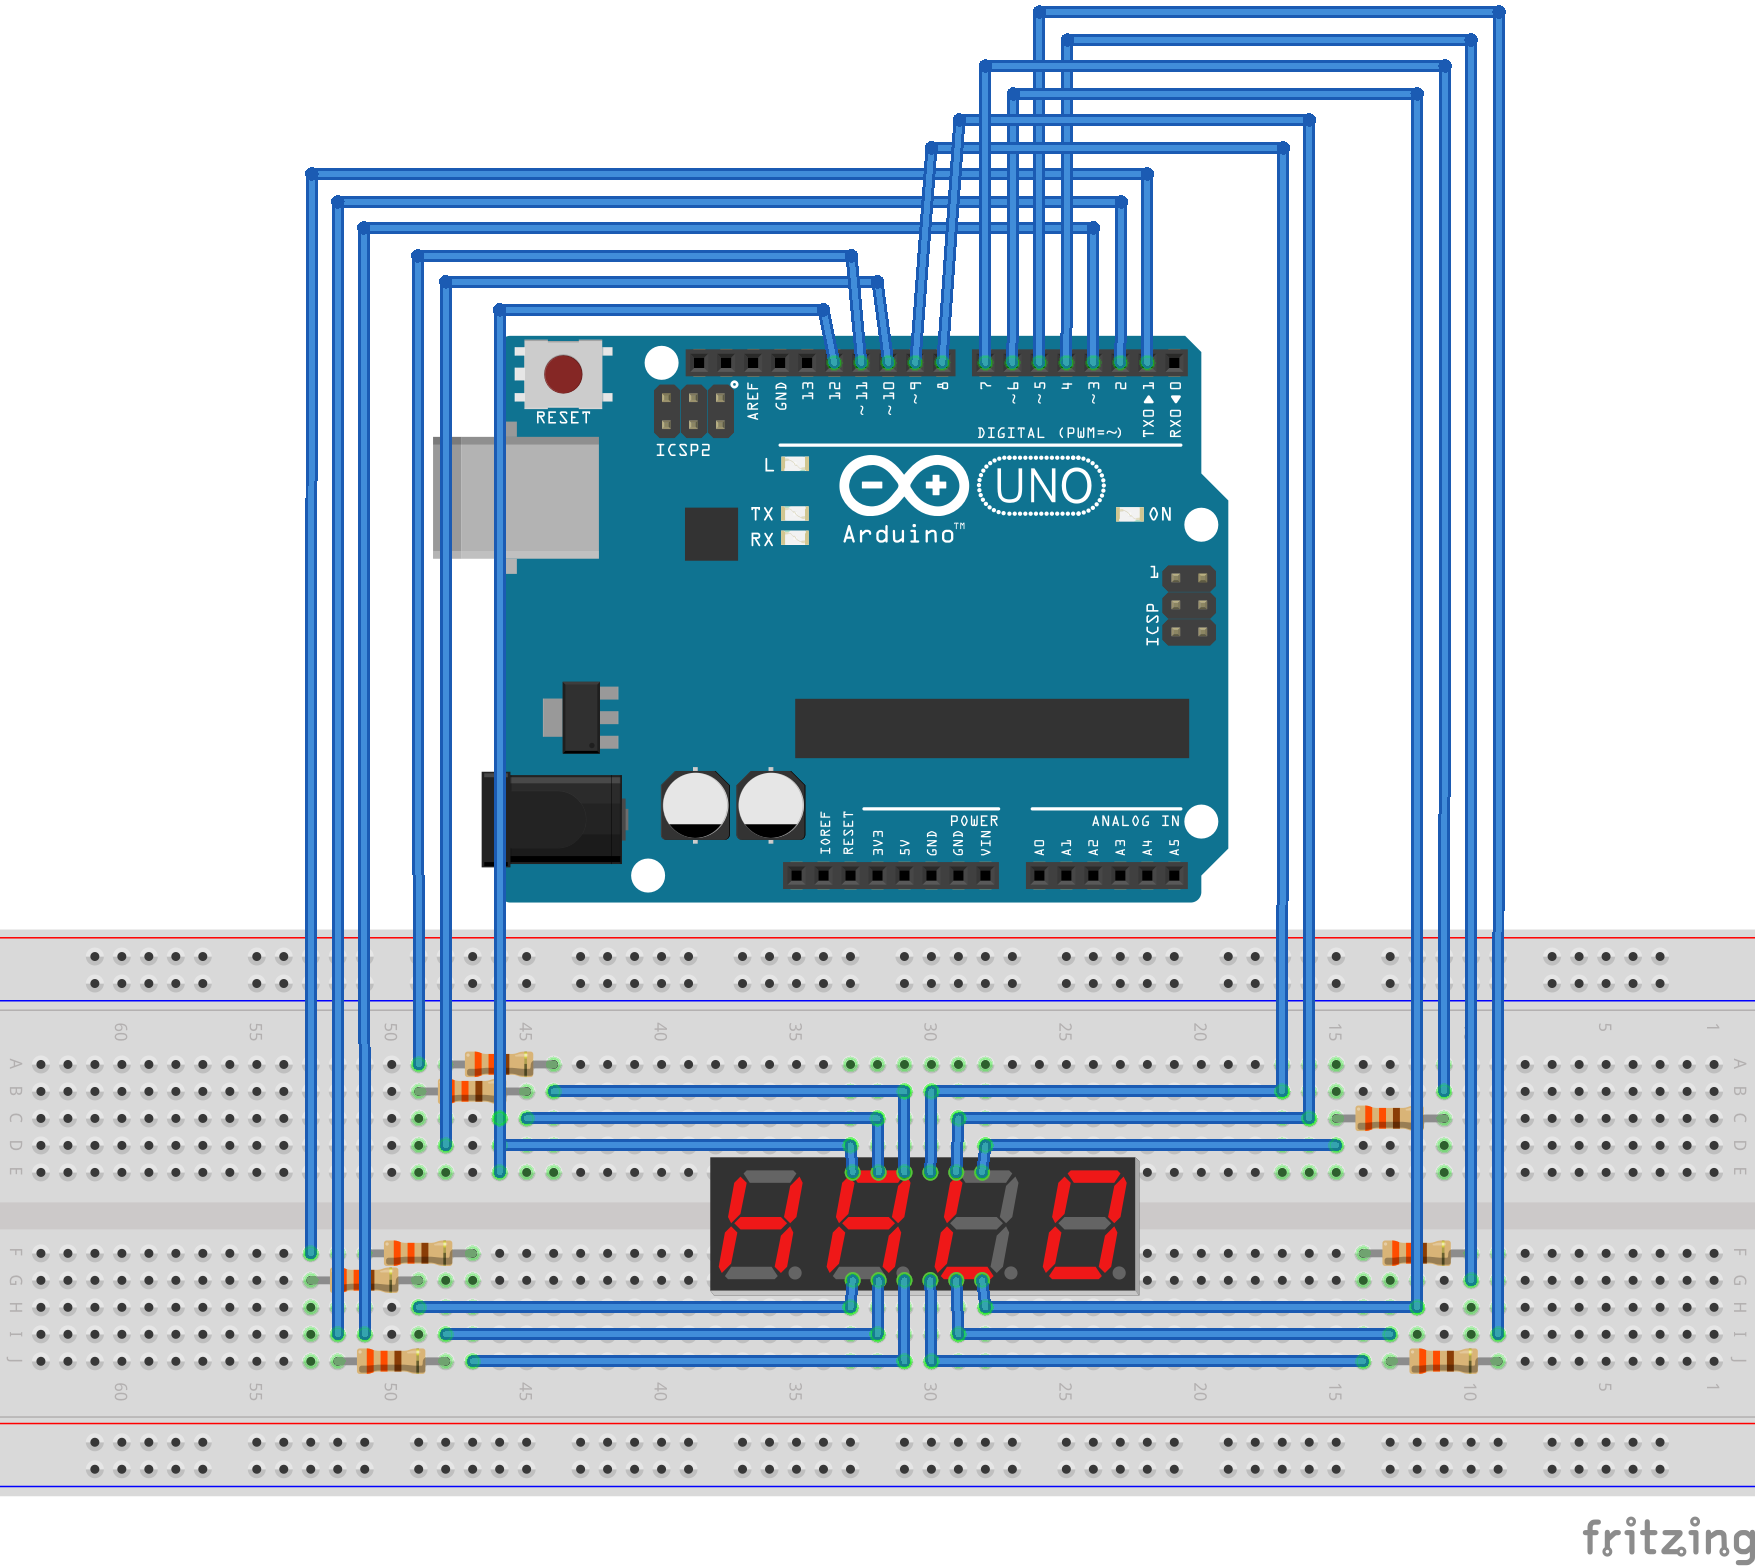 RESET
ICSP2
AREF
GND
13
12
~11
~10
~9
8
7
~6
~5
4
~3
2
TX0▶1
RX0◀0
DIGITAL (PWM=~)
L
TX
RX
Arduino™
UNO
ON
1
ICSP
IOREF
RESET
3V3
5V
GND
GND
VIN
POWER
A0
A1
A2
A3
A4
A5
ANALOG IN
60 55 50 45 40 35 30 25 20 15 5 1
A A
B B
C C
D D
E E
F F
G G
H H
I I
J J
60 55 50 45 40 35 30 25 20 15 10 5 1
fritzing